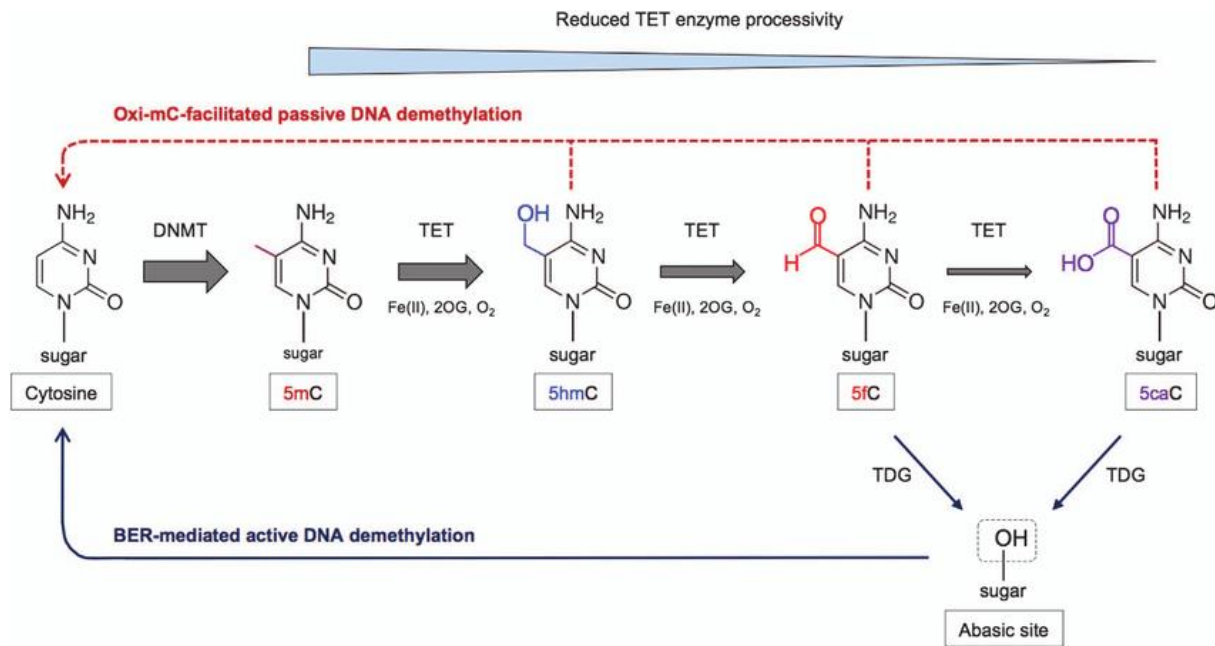 Reduced TET enzyme processivity
Oxi-mC-facilitated passive DNA demethylation
NH₂
N
N
O
sugar
Cytosine
DNMT
NH₂
N
N
O
sugar
5mC
TET
Fe(II), 2OG, O₂
OH
NH₂
N
N
O
sugar
5hmC
TET
Fe(II), 2OG, O₂
O
H
NH₂
N
N
O
sugar
5fC
TET
Fe(II), 2OG, O₂
O
HO
NH₂
N
N
O
sugar
5caC
TDG
TDG
BER-mediated active DNA demethylation
OH
sugar
Abasic site